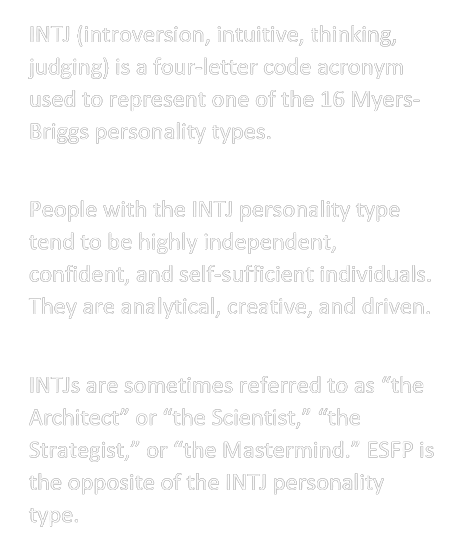 INTJ (introversion, intuitive, thinking,
judging) is a four-letter code acronym
used to represent one of the 16 Myers-
Briggs personality types.
People with the INTJ personality type
tend to be highly independent,
confident, and self-sufficient individuals.
They are analytical, creative, and driven.
INTJs are sometimes referred to as “the
Architect” or “the Scientist,” “the
Strategist,” or “the Mastermind.” ESFP is
the opposite of the INTJ personality
type.